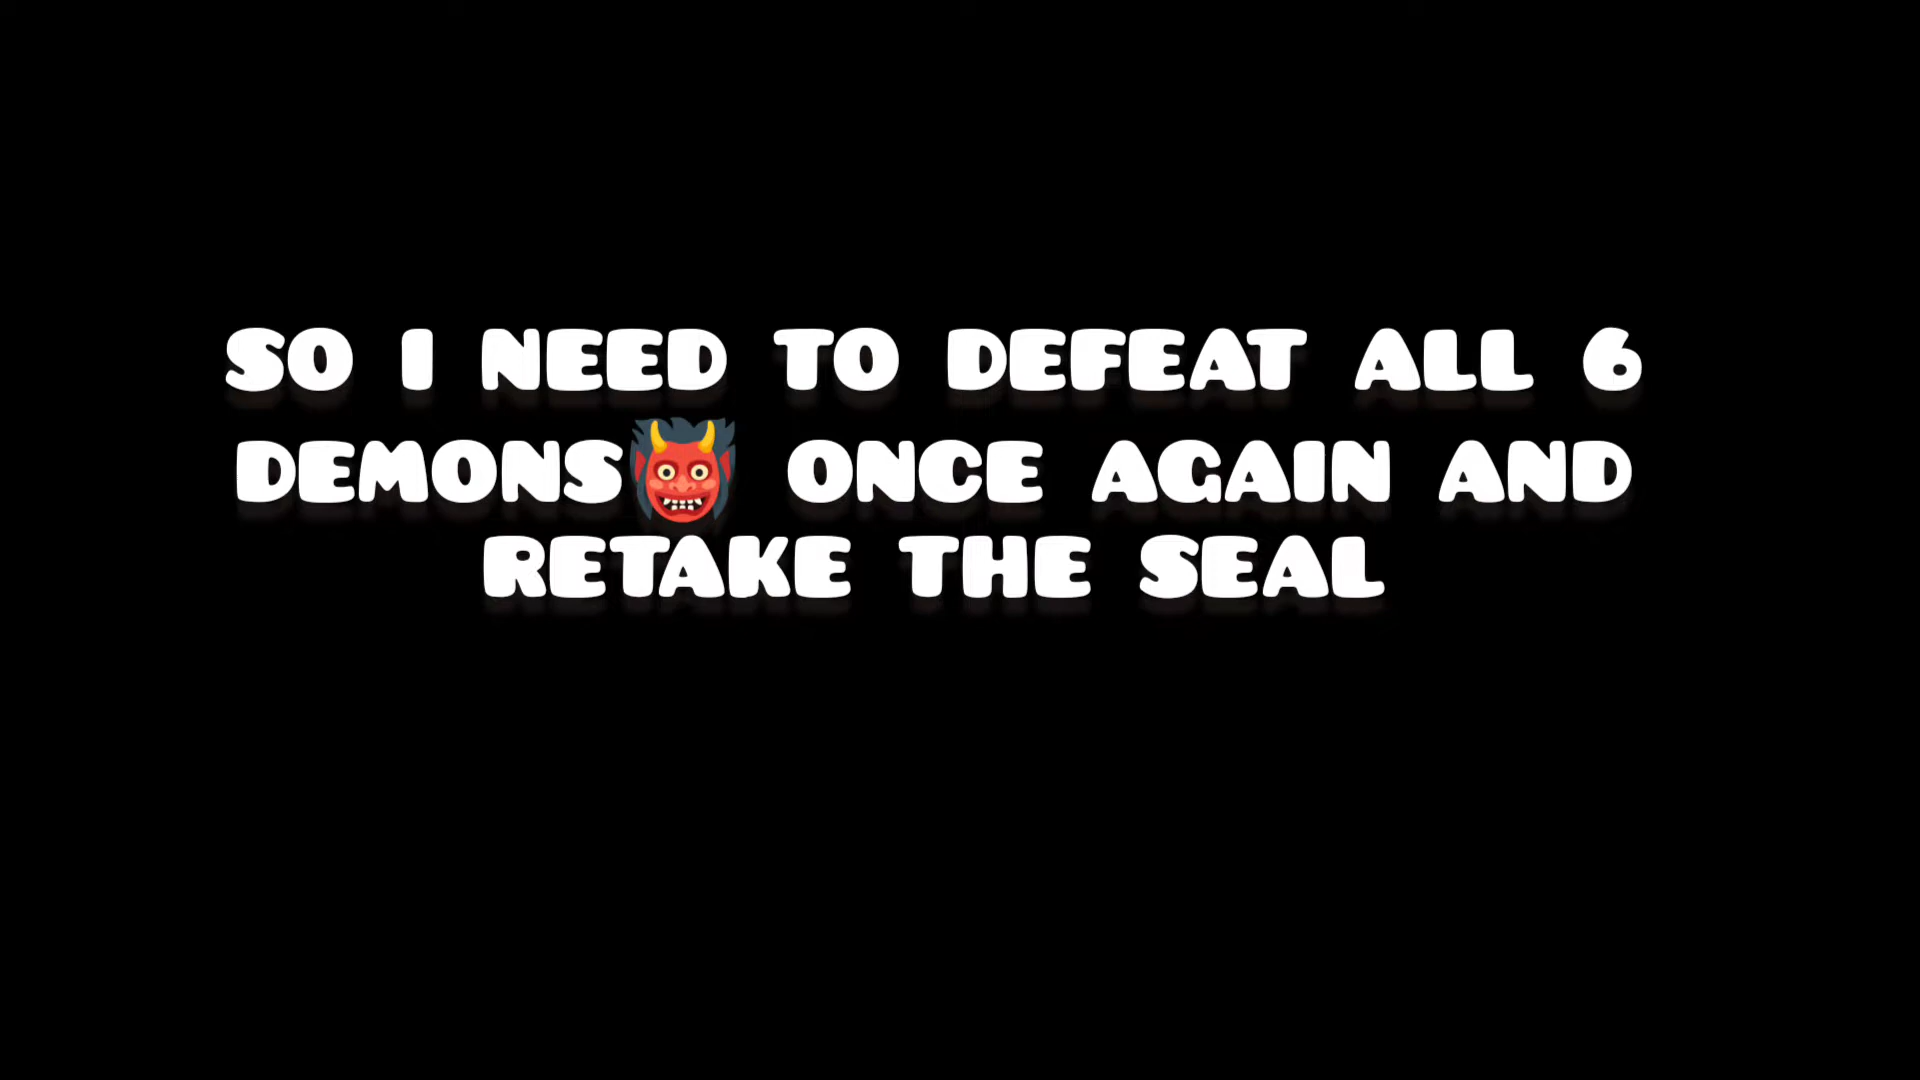 SO I NEED TO DEFEAT ALL 6
DEMONS👹 ONCE AGAIN AND
RETAKE THE SEAL